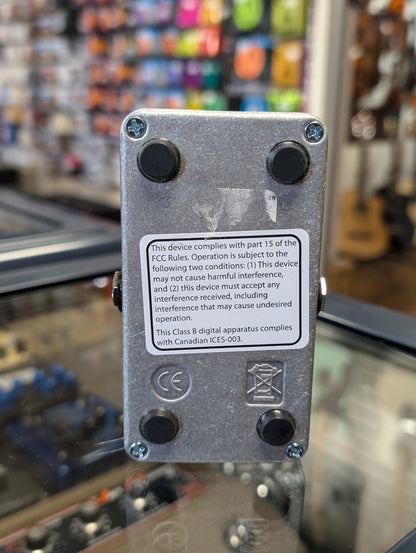 This device complies with part 15 of the
FCC Rules. Operation is subject to the
following two conditions: (1) This device
may not cause harmful interference,
and (2) this device must accept any
interference received, including
interference that may cause undesired
operation.
This Class B digital apparatus complies
with Canadian ICES-003.
CE